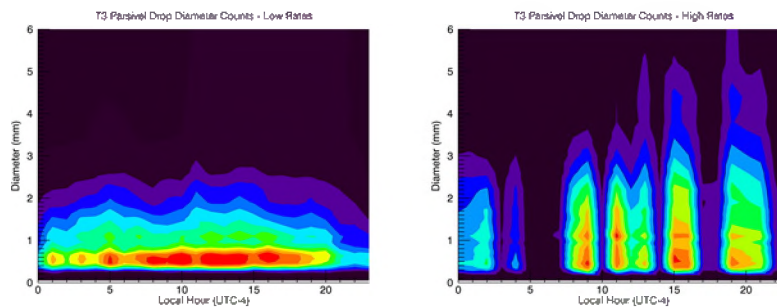 T3 Parsivel Drop Diameter Counts - Low Rates
6
5
4
3
2
1
0
Diameter (mm)
0 5 10 15 20
Local Hour {UTC-4}
T3 Parsivel Drop Diameter Counts - High Rates
6
5
4
3
2
1
0
Diameter (mm)
0 5 10 15 20
Local Hour {UTC-4}